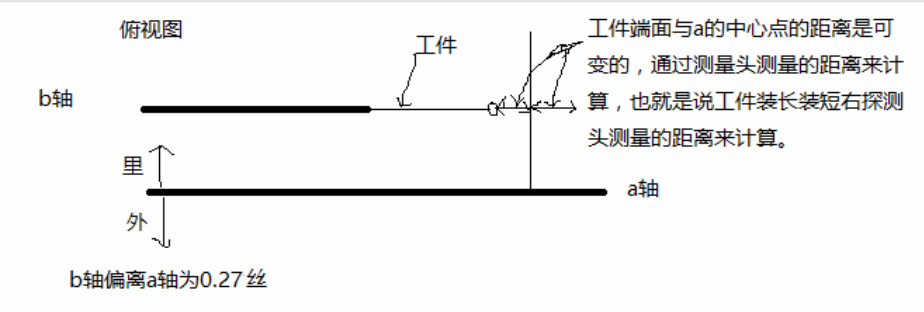 俯视图
工件
工件端面与a的中心点的距离是可
变的，通过测量头测量的距离来计
算，也就是说工件装长装短右探测
头测量的距离来计算。
b轴
里
a轴
外
b轴偏离a轴为0.27丝